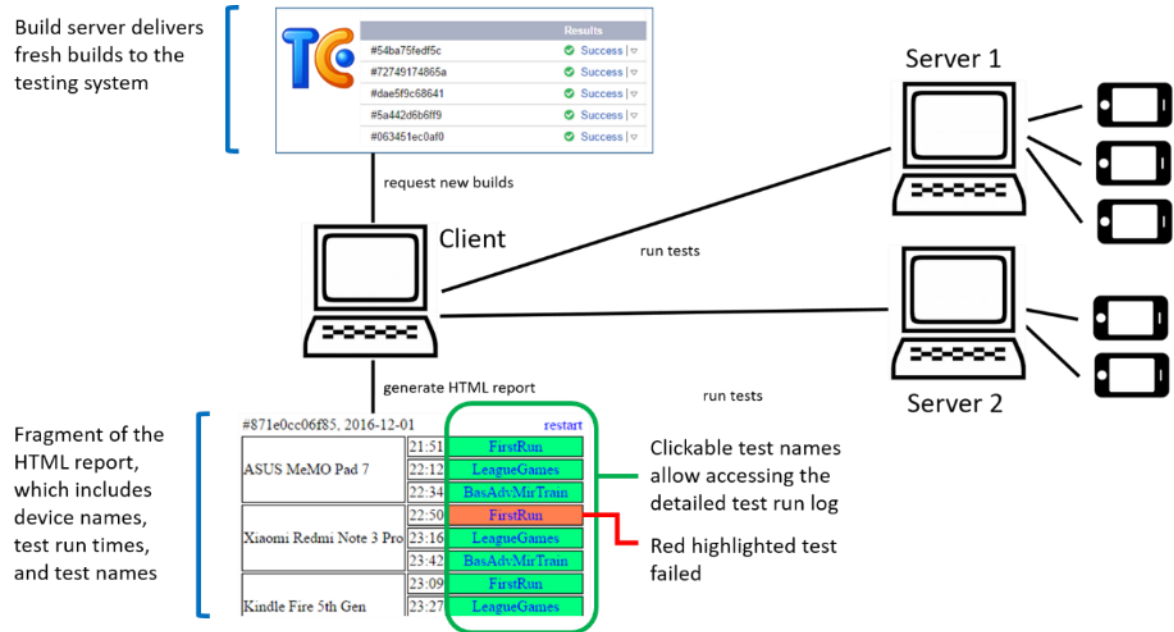 Build server delivers
fresh builds to the
testing system
TC
Results
#54ba75fedf5c Success
#72749174865a Success
#dae5f9c68641 Success
#5a442d6b6ff9 Success
#063451ec0af0 Success
request new builds
Client
Server 1
run tests
Server 2
run tests
generate HTML report
Fragment of the
HTML report,
which includes
device names,
test run times,
and test names
#871e0cc06f85, 2016-12-01 restart
ASUS MeMO Pad 7
21:51 FirstRun
22:12 LeagueGames
22:34 BasAdvMirTrain
Xiaomi Redmi Note 3 Pro
22:50 FirstRun
23:16 LeagueGames
23:42 BasAdvMirTrain
Kindle Fire 5th Gen
23:09 FirstRun
23:27 LeagueGames
Clickable test names
allow accessing the
detailed test run log
Red highlighted test
failed